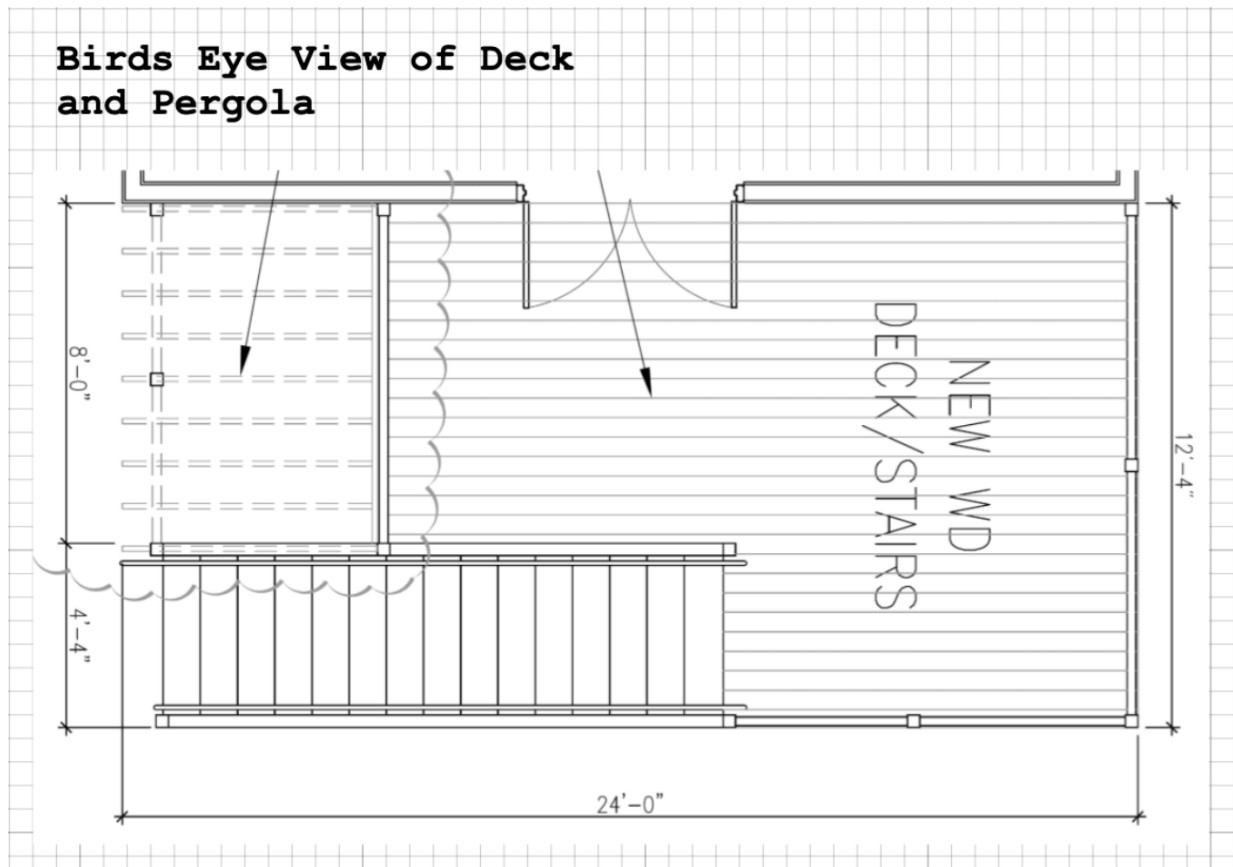 Birds Eye View of Deck
and Pergola
8'-0"
4'-4"
NEW WD
DECK/STAIRS
12'-4"
24'-0"